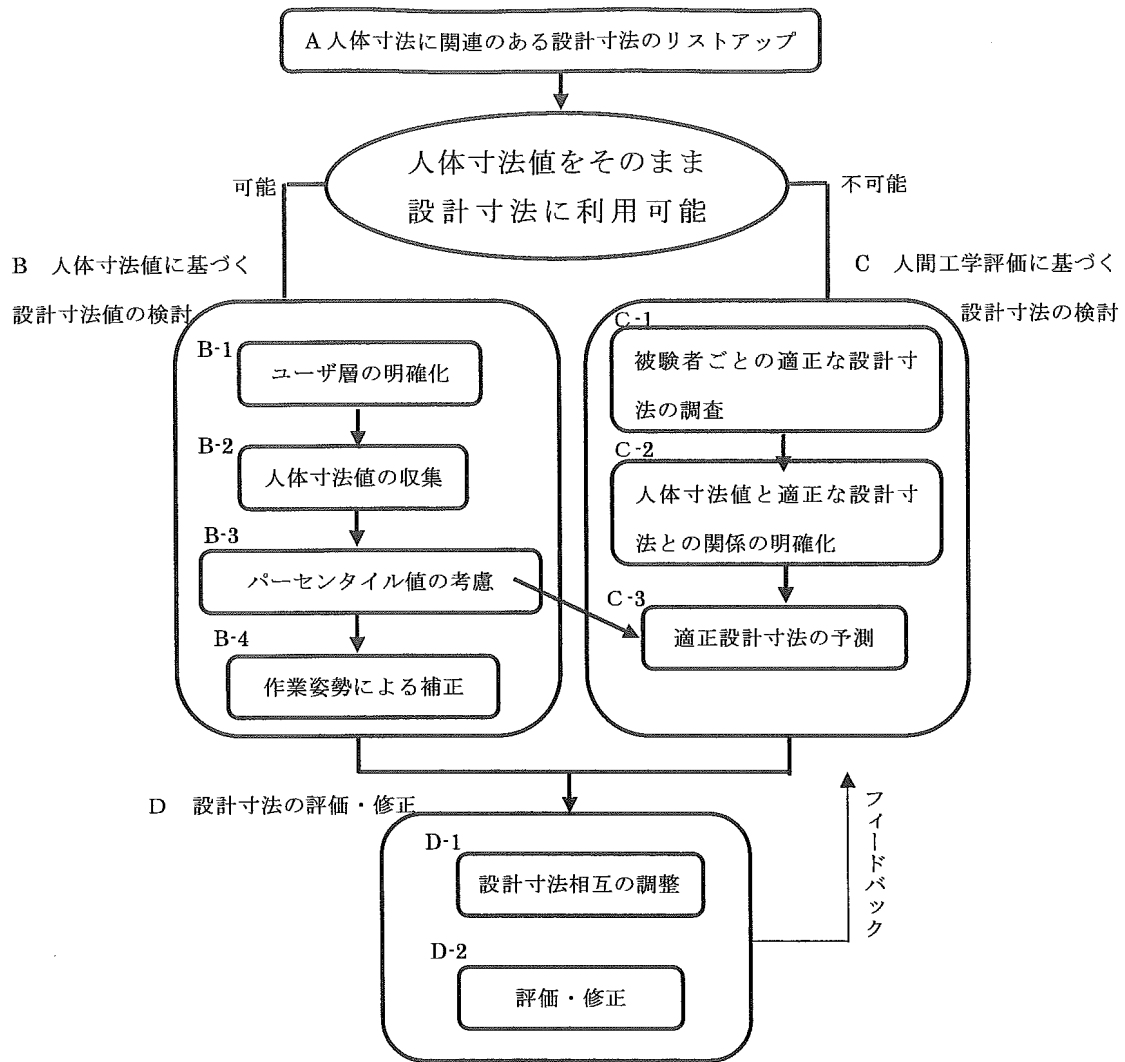 A人体寸法に関連のある設計寸法のリストアップ
人体寸法値をそのまま
設計寸法に利用可能
可能
不可能
B 人体寸法値に基づく
設計寸法値の検討
C 人間工学評価に基づく
設計寸法の検討
B-1
ユーザ層の明確化
B-2
人体寸法値の収集
B-3
パーセンタイル値の考慮
B-4
作業姿勢による補正
C-1
被験者ごとの適正な設計寸
法の調査
C-2
人体寸法値と適正な設計寸
法との関係の明確化
C-3
適正設計寸法の予測
D 設計寸法の評価・修正
D-1
設計寸法相互の調整
D-2
評価・修正
フィードバック